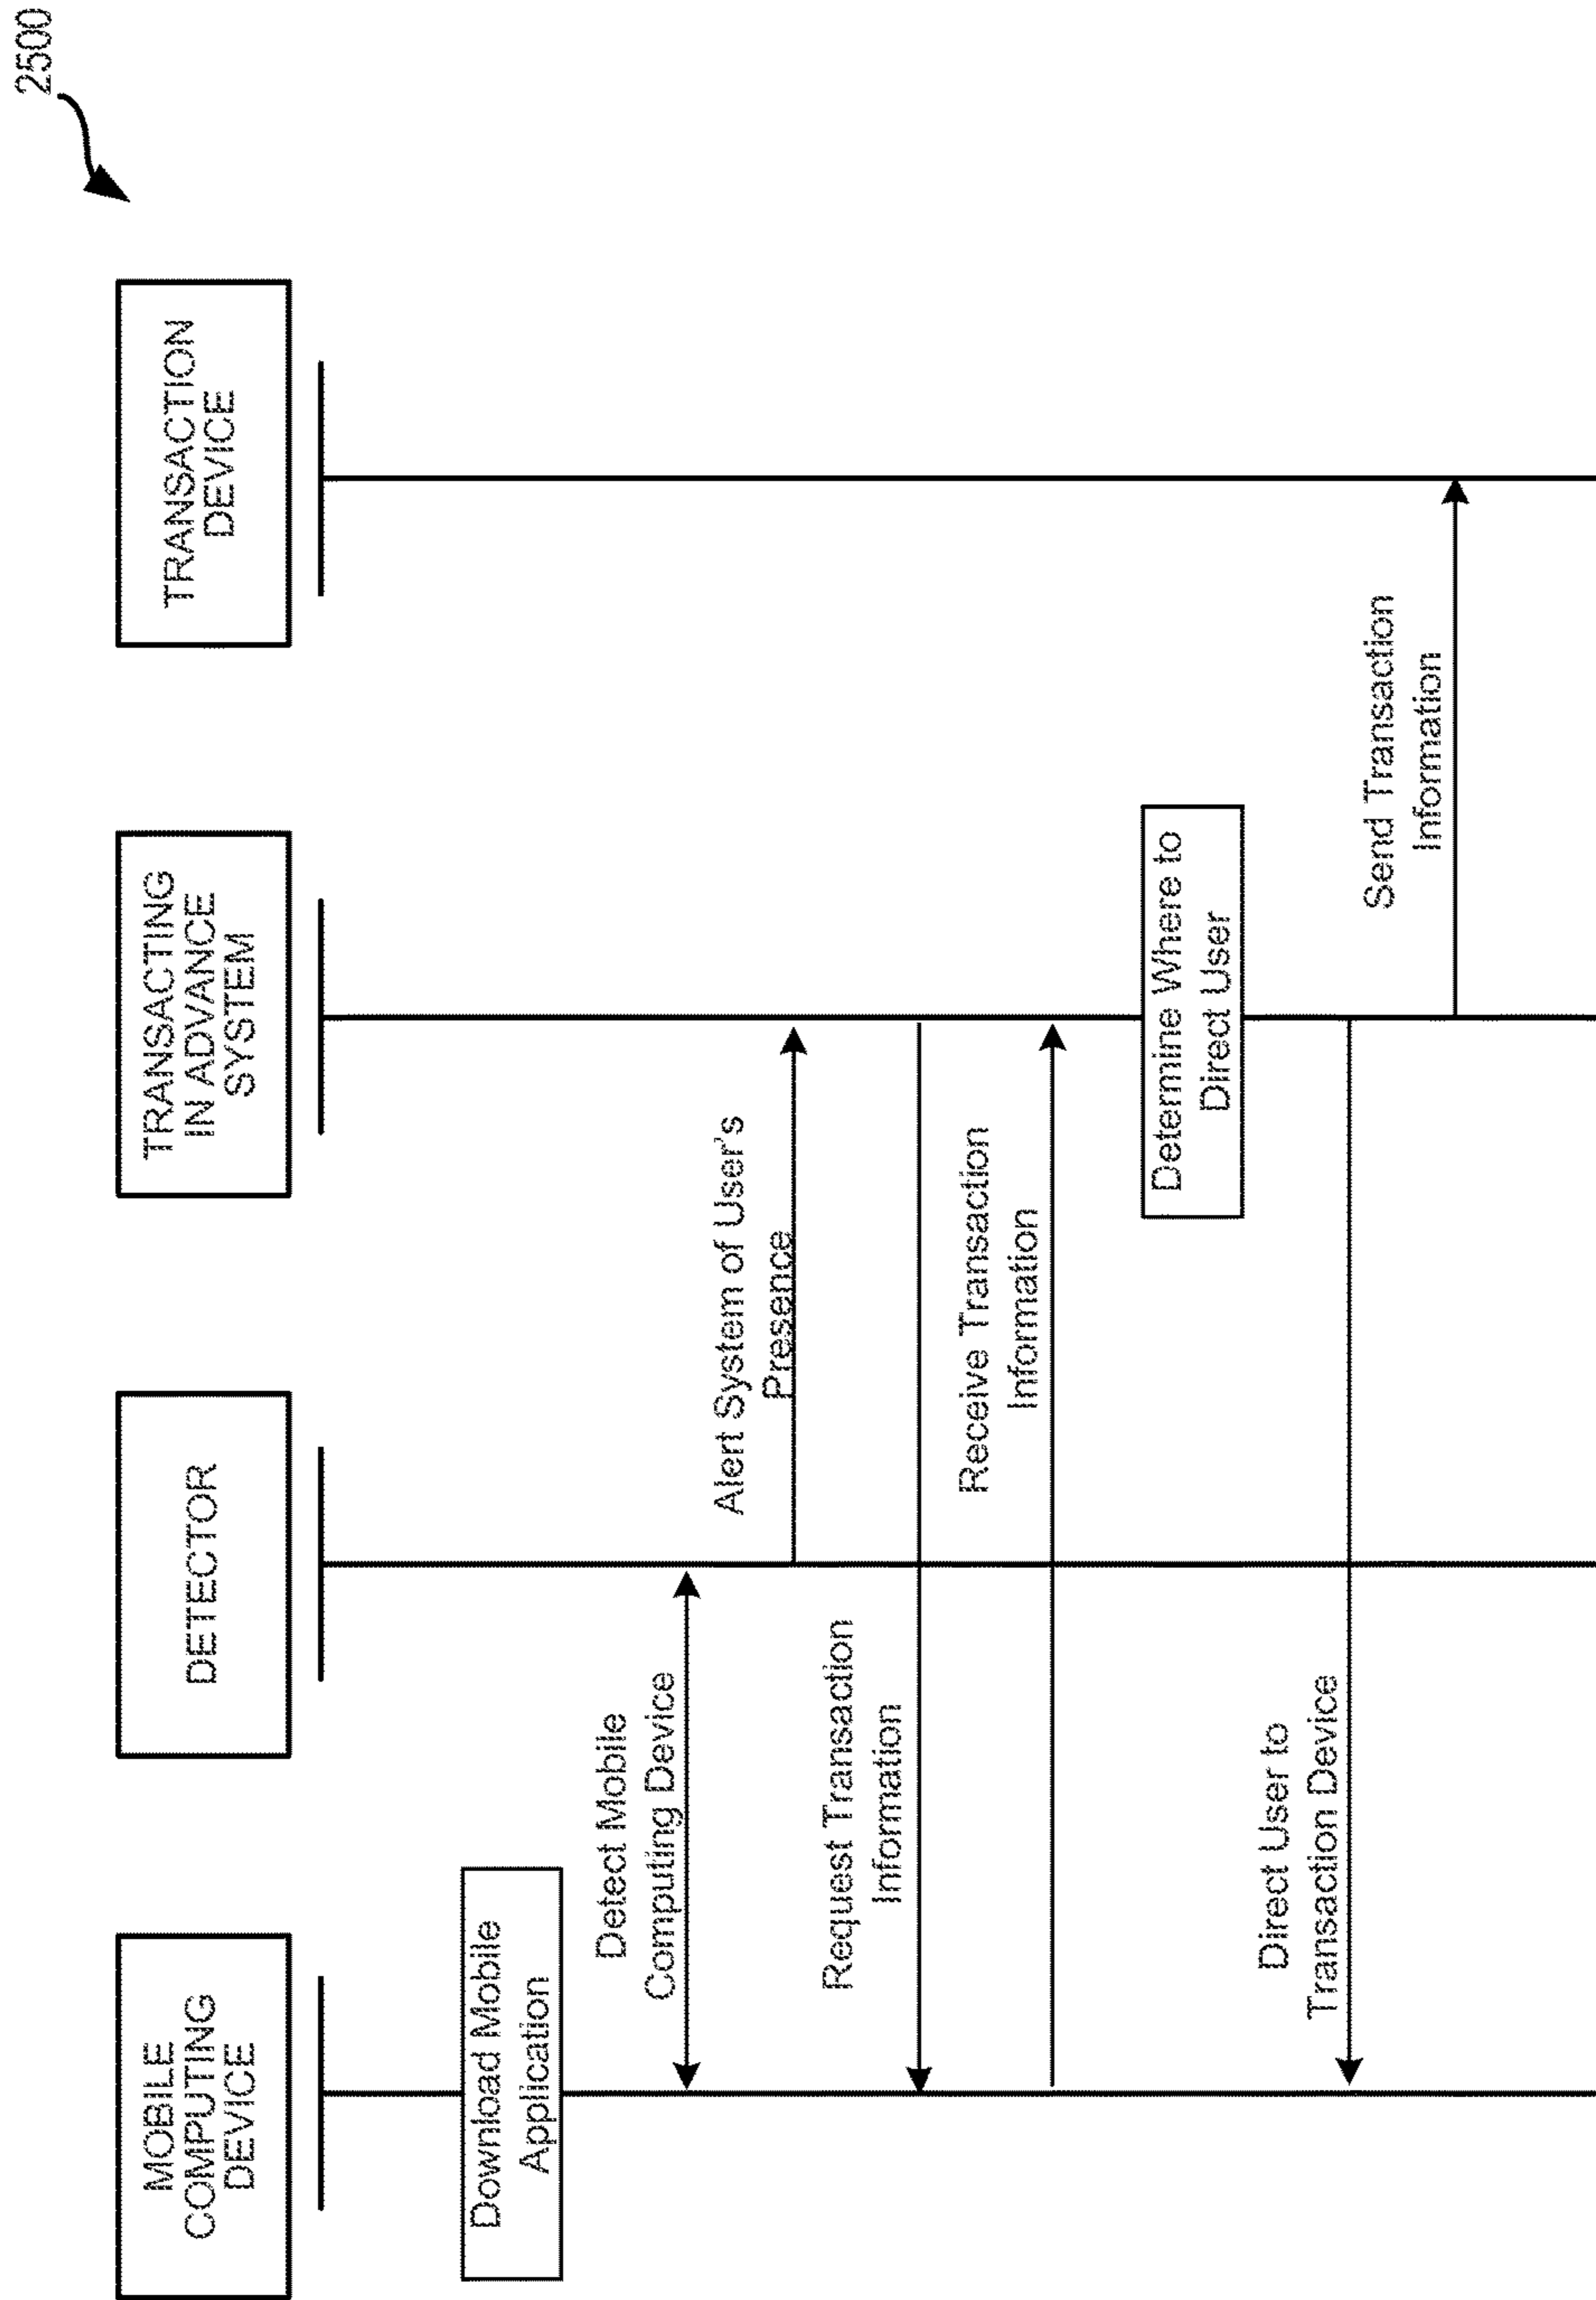 2500
MOBILE
COMPUTING
DEVICE
DETECTOR
TRANSACTING
IN ADVANCE
SYSTEM
TRANSACTION
DEVICE
Download Mobile
Application
Detect Mobile
Computing Device
Alert System of User's
Presence
Request Transaction
Information
Receive Transaction
Information
Determine Where to
Direct User
Direct User to
Transaction Device
Send Transaction
Information